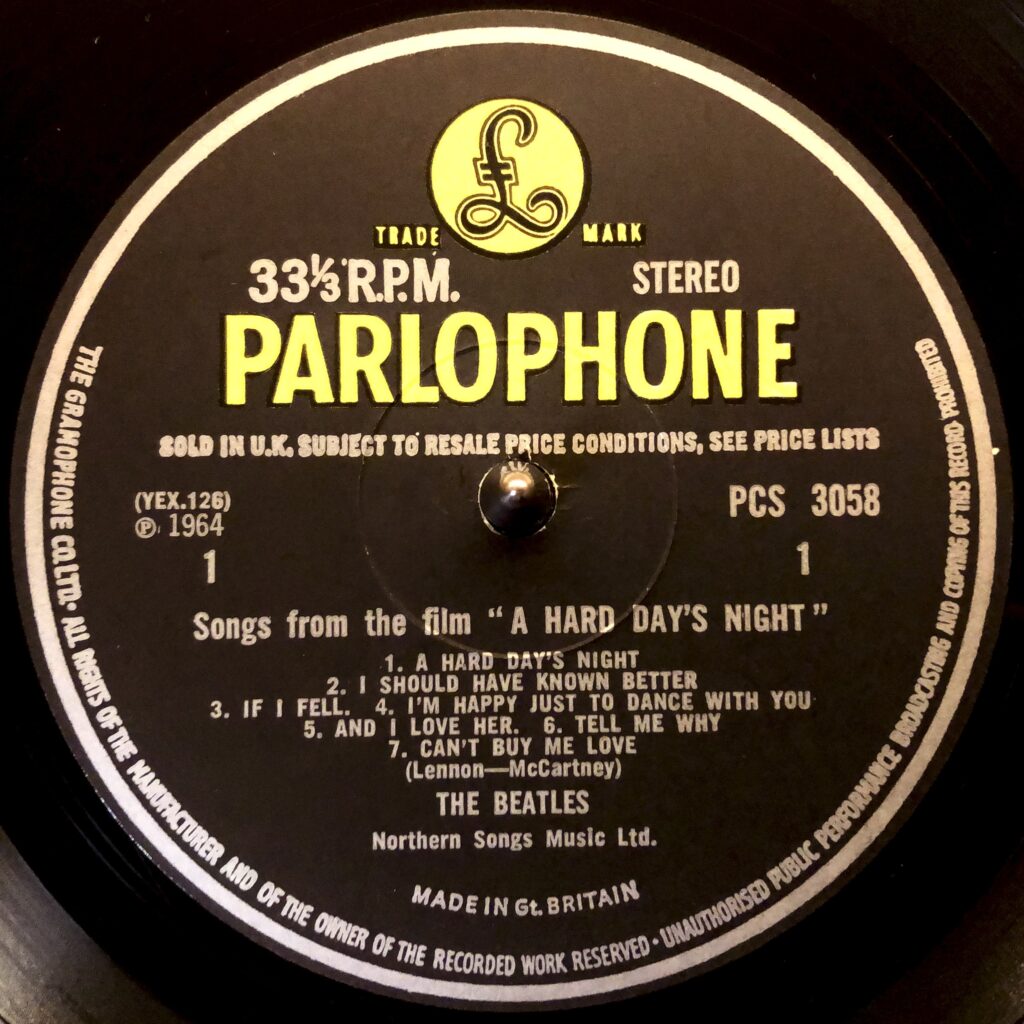 £
TRADE MARK
33⅓ R.P.M. STEREO
PARLOPHONE
SOLD IN U.K. SUBJECT TO RESALE PRICE CONDITIONS, SEE PRICE LISTS
(YEX.126)
℗ 1964
PCS 3058
1 1
Songs from the film "A HARD DAY'S NIGHT"
1. A HARD DAY'S NIGHT
2. I SHOULD HAVE KNOWN BETTER
3. IF I FELL. 4. I'M HAPPY JUST TO DANCE WITH YOU
5. AND I LOVE HER. 6. TELL ME WHY
7. CAN'T BUY ME LOVE
(Lennon—McCartney)
THE BEATLES
Northern Songs Music Ltd.
MADE IN Gt. BRITAIN
THE GRAMOPHONE CO. LTD. · ALL RIGHTS OF THE MANUFACTURER AND OF THE OWNER OF THE RECORDED WORK RESERVED · UNAUTHORISED PUBLIC PERFORMANCE BROADCASTING AND COPYING OF THIS RECORD PROHIBITED